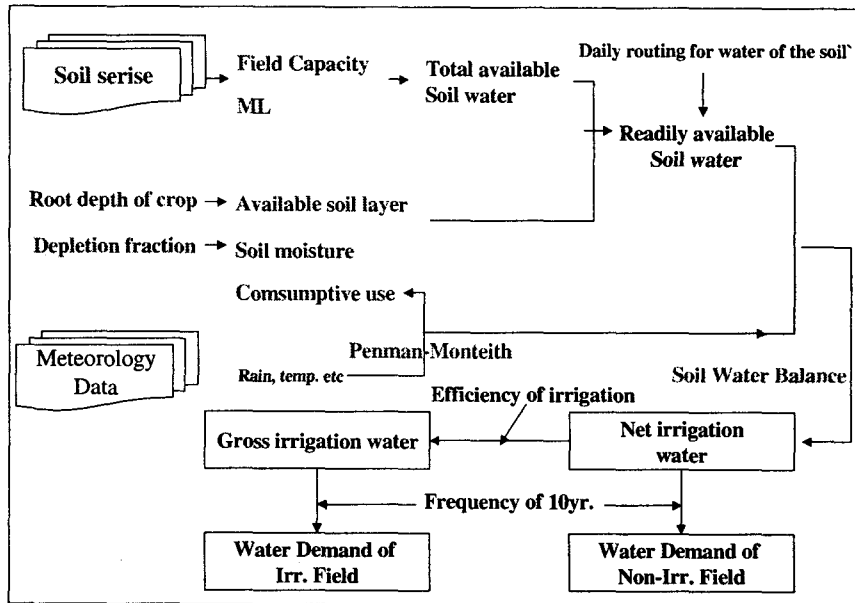 Soil serise
Field Capacity
ML
Total available
Soil water
Daily routing for water of the soil`
Readily available
Soil water
Root depth of crop
Available soil layer
Depletion fraction
Soil moisture
Comsumptive use
Meteorology
Data
Penman-Monteith
Rain, temp. etc
Soil Water Balance
Efficiency of irrigation
Gross irrigation water
Net irrigation
water
Frequency of 10yr.
Water Demand of
Irr. Field
Water Demand of
Non-Irr. Field